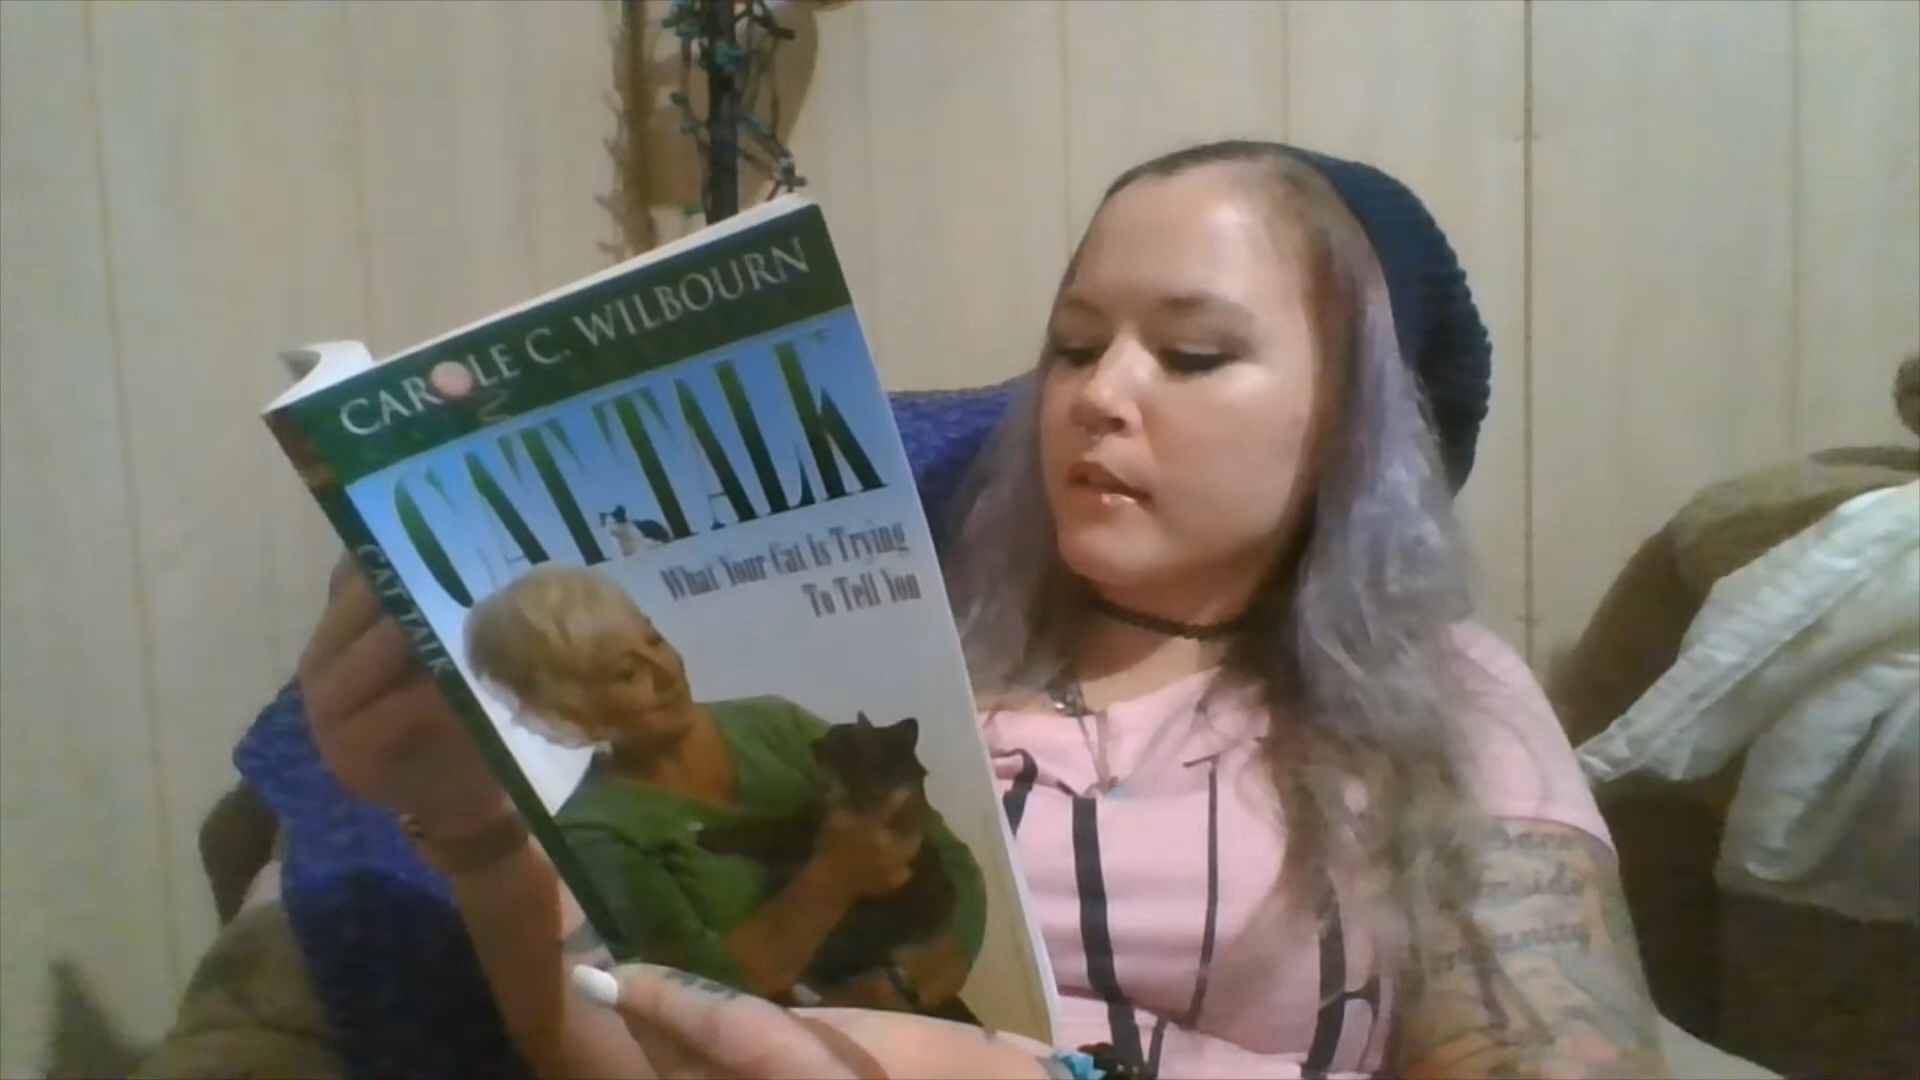 CAROLE C. WILBOURN
CAT TALK
What Your Cat Is Trying
To Tell You
CAT TALK